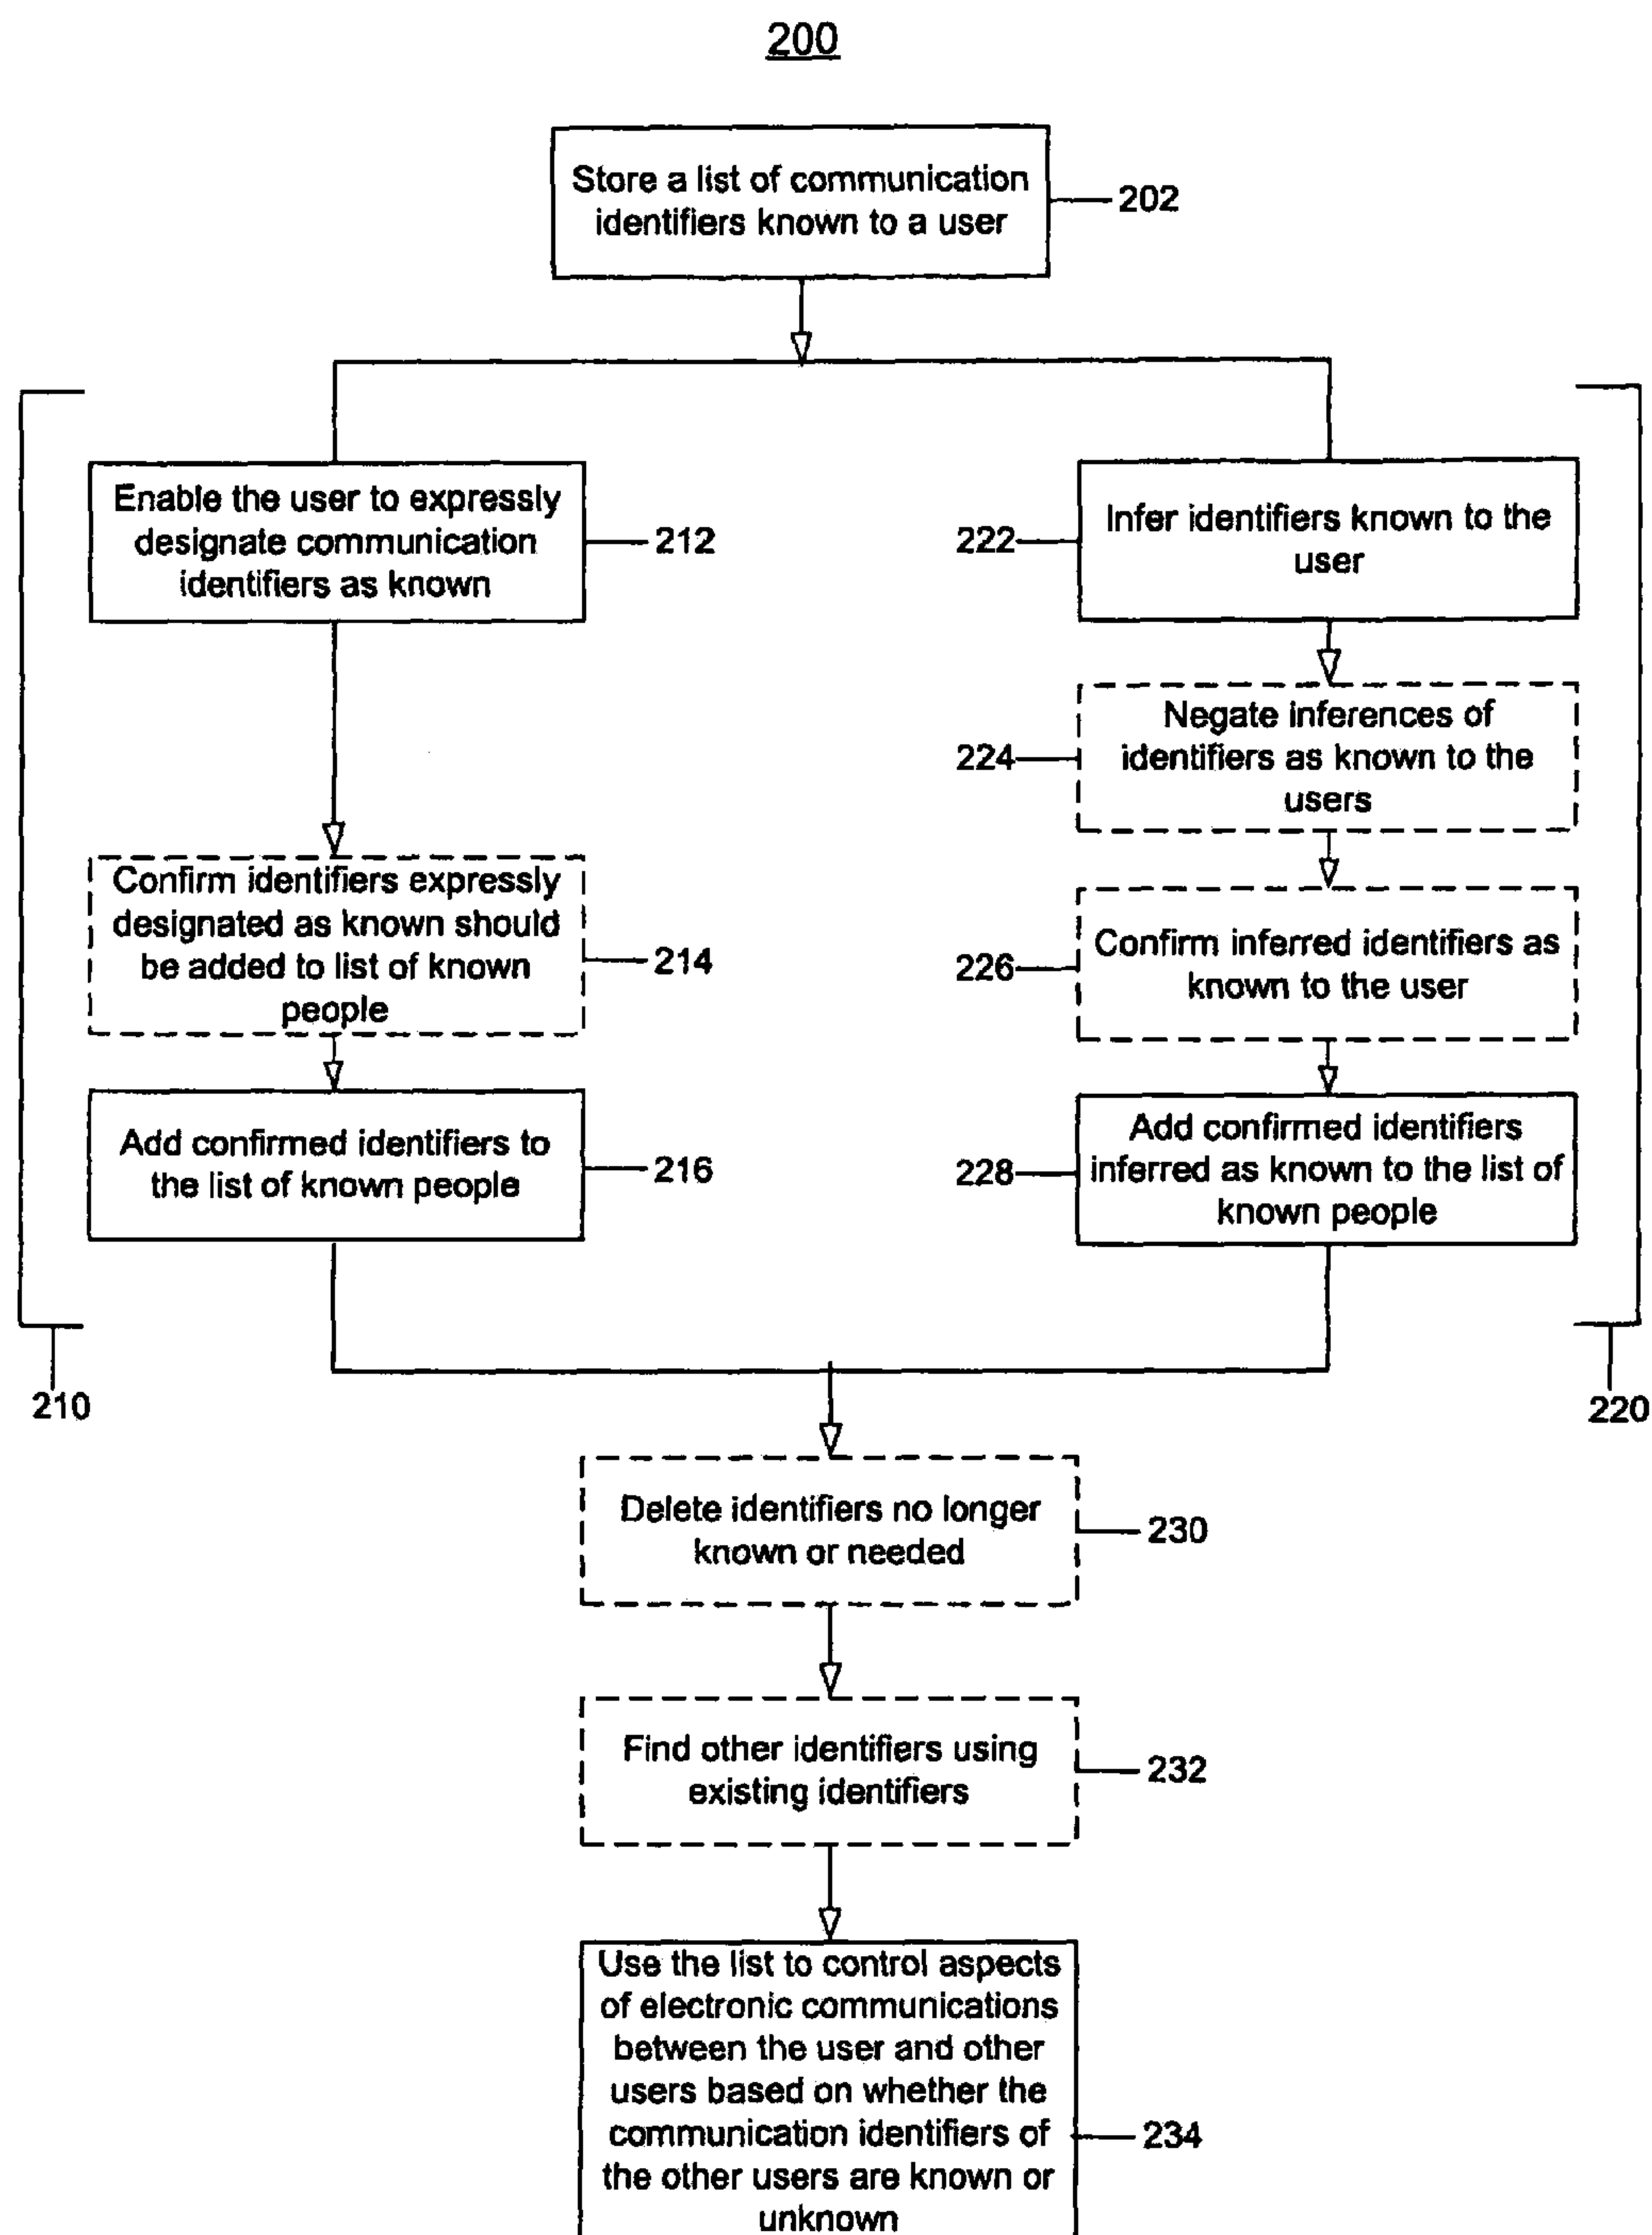 200
Store a list of communication
identifiers known to a user
202
Enable the user to expressly
designate communication
identifiers as known
212
Confirm identifiers expressly
designated as known should
be added to list of known
people
214
Add confirmed identifiers to
the list of known people
216
210
Infer identifiers known to the
user
222
Negate inferences of
identifiers as known to the
users
224
Confirm inferred identifiers as
known to the user
226
Add confirmed identifiers
inferred as known to the list of
known people
228
220
Delete identifiers no longer
known or needed
230
Find other identifiers using
existing identifiers
232
Use the list to control aspects
of electronic communications
between the user and other
users based on whether the
communication identifiers of
the other users are known or
unknown
234